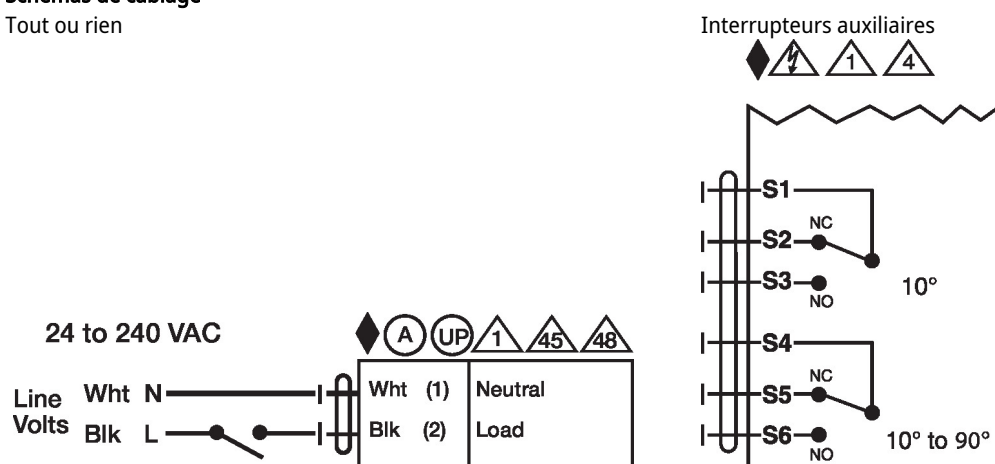 Schémas de câblage
Tout ou rien
Interrupteurs auxiliaires
1 4
S1
NC
S2
S3
NO
10°
S4
NC
S5
S6
NO
10° to 90°
24 to 240 VAC
A UP 1 45 48
Line Volts
Wht N
Wht (1) Neutral
Blk L
Blk (2) Load